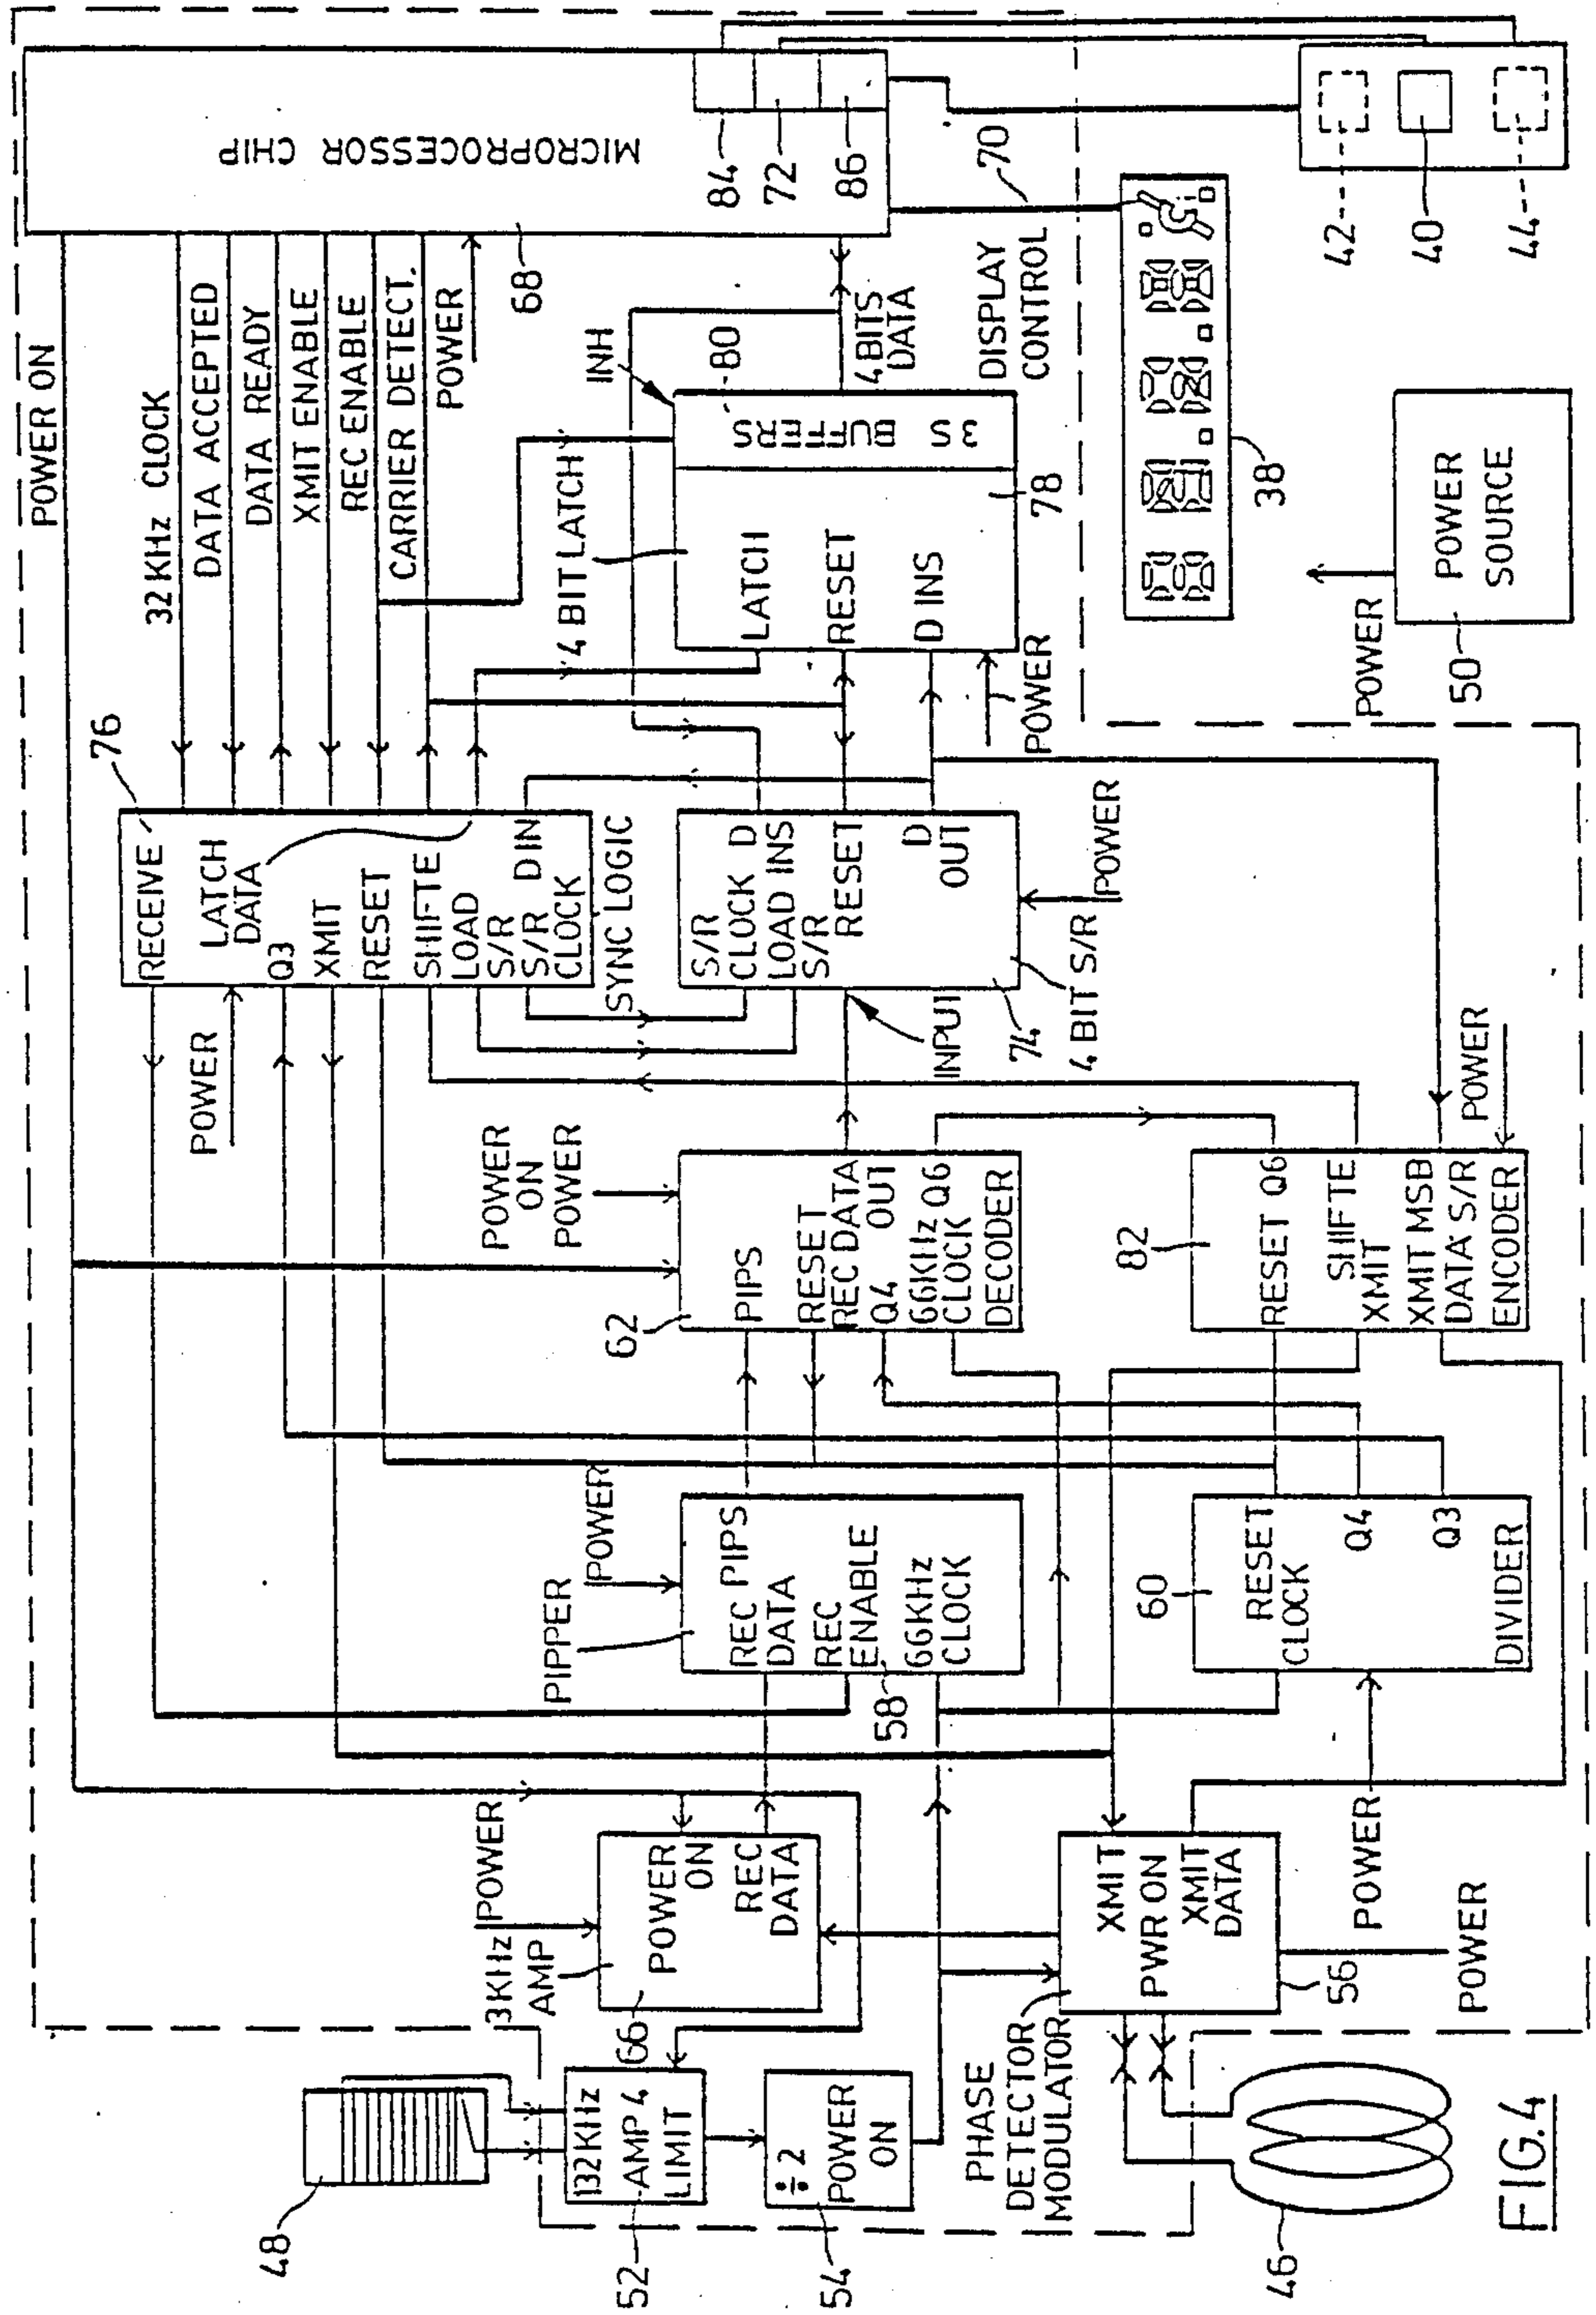 POWER ON
MICROPROCESSOR CHIP
84
72
86
68
32 KHz CLOCK
DATA ACCEPTED
DATA READY
XMIT ENABLE
REC ENABLE
CARRIER DETECT.
POWER
76
RECEIVE
LATCH
DATA
Q3
XMIT
RESET
SHIFTE
LOAD
S/R
S/R D IN
CLOCK
SYNC LOGIC
POWER
INH
80
4 BIT LATCH
3S
BUFFERS
LATCH
RESET
D INS
78
POWER
4 BITS
DATA
DISPLAY
CONTROL
70
38
42
40
44
POWER
SOURCE
50
POWER
S/R
CLOCK D
LOAD INS
S/R
RESET
D
OUT
INPUT
74
4 BIT S/R
POWER
POWER
ON
POWER
62
PIPS
RESET
REC DATA
Q4 OUT
66KHz Q6
CLOCK
DECODER
82
RESET Q6
SHIFTE
XMIT
XMIT MSB
DATA S/R
ENCODER
POWER
PIPPER
POWER
REC PIPS
DATA
REC
ENABLE
66KHz
CLOCK
58
60
RESET
CLOCK
Q4
Q3
DIVIDER
POWER
3KHz
AMP
POWER
POWER
ON
REC
DATA
66
48
132KHz
AMP 4
LIMIT
52
÷2
POWER
ON
54
PHASE
DETECTOR
MODULATOR
XMIT
PWR ON
XMIT
DATA
56
POWER
46
FIG.4